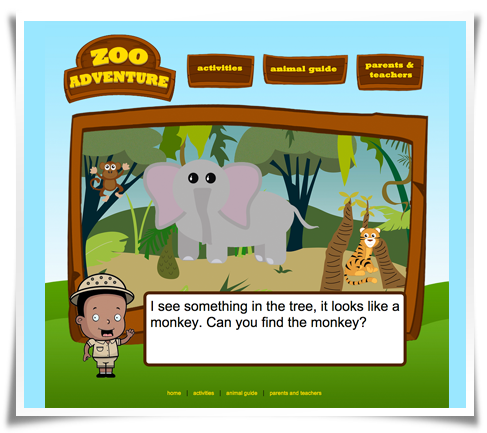 ZOO
ADVENTURE
activities
animal guide
parents &
teachers
I see something in the tree, it looks like a
monkey. Can you find the monkey?
home | activities | animal guide | parents and teachers